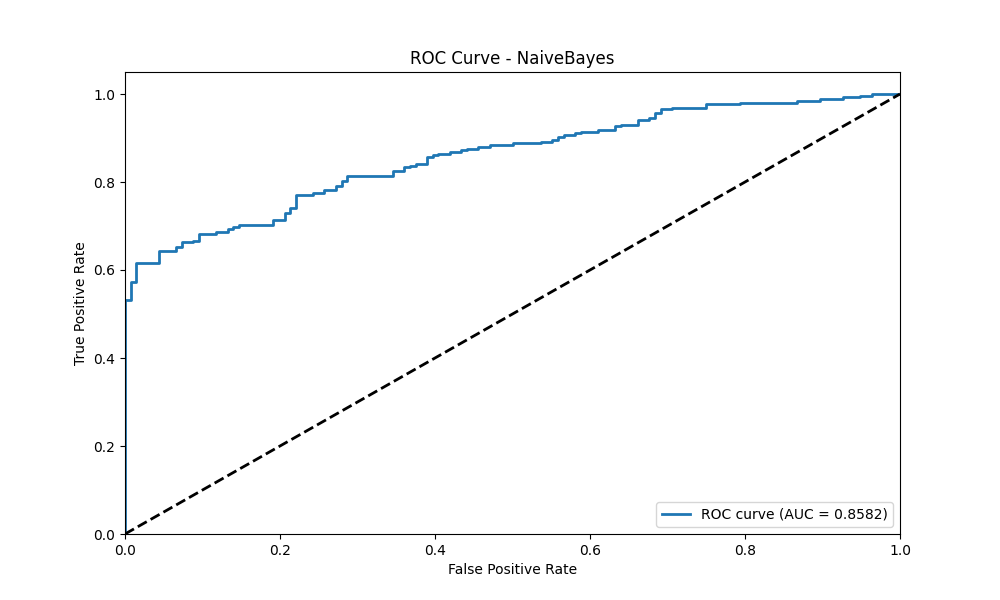 ROC Curve - NaiveBayes
True Positive Rate
1.0
0.8
0.6
0.4
0.2
0.0
ROC curve (AUC = 0.8582)
0.0 0.2 0.4 0.6 0.8 1.0
False Positive Rate